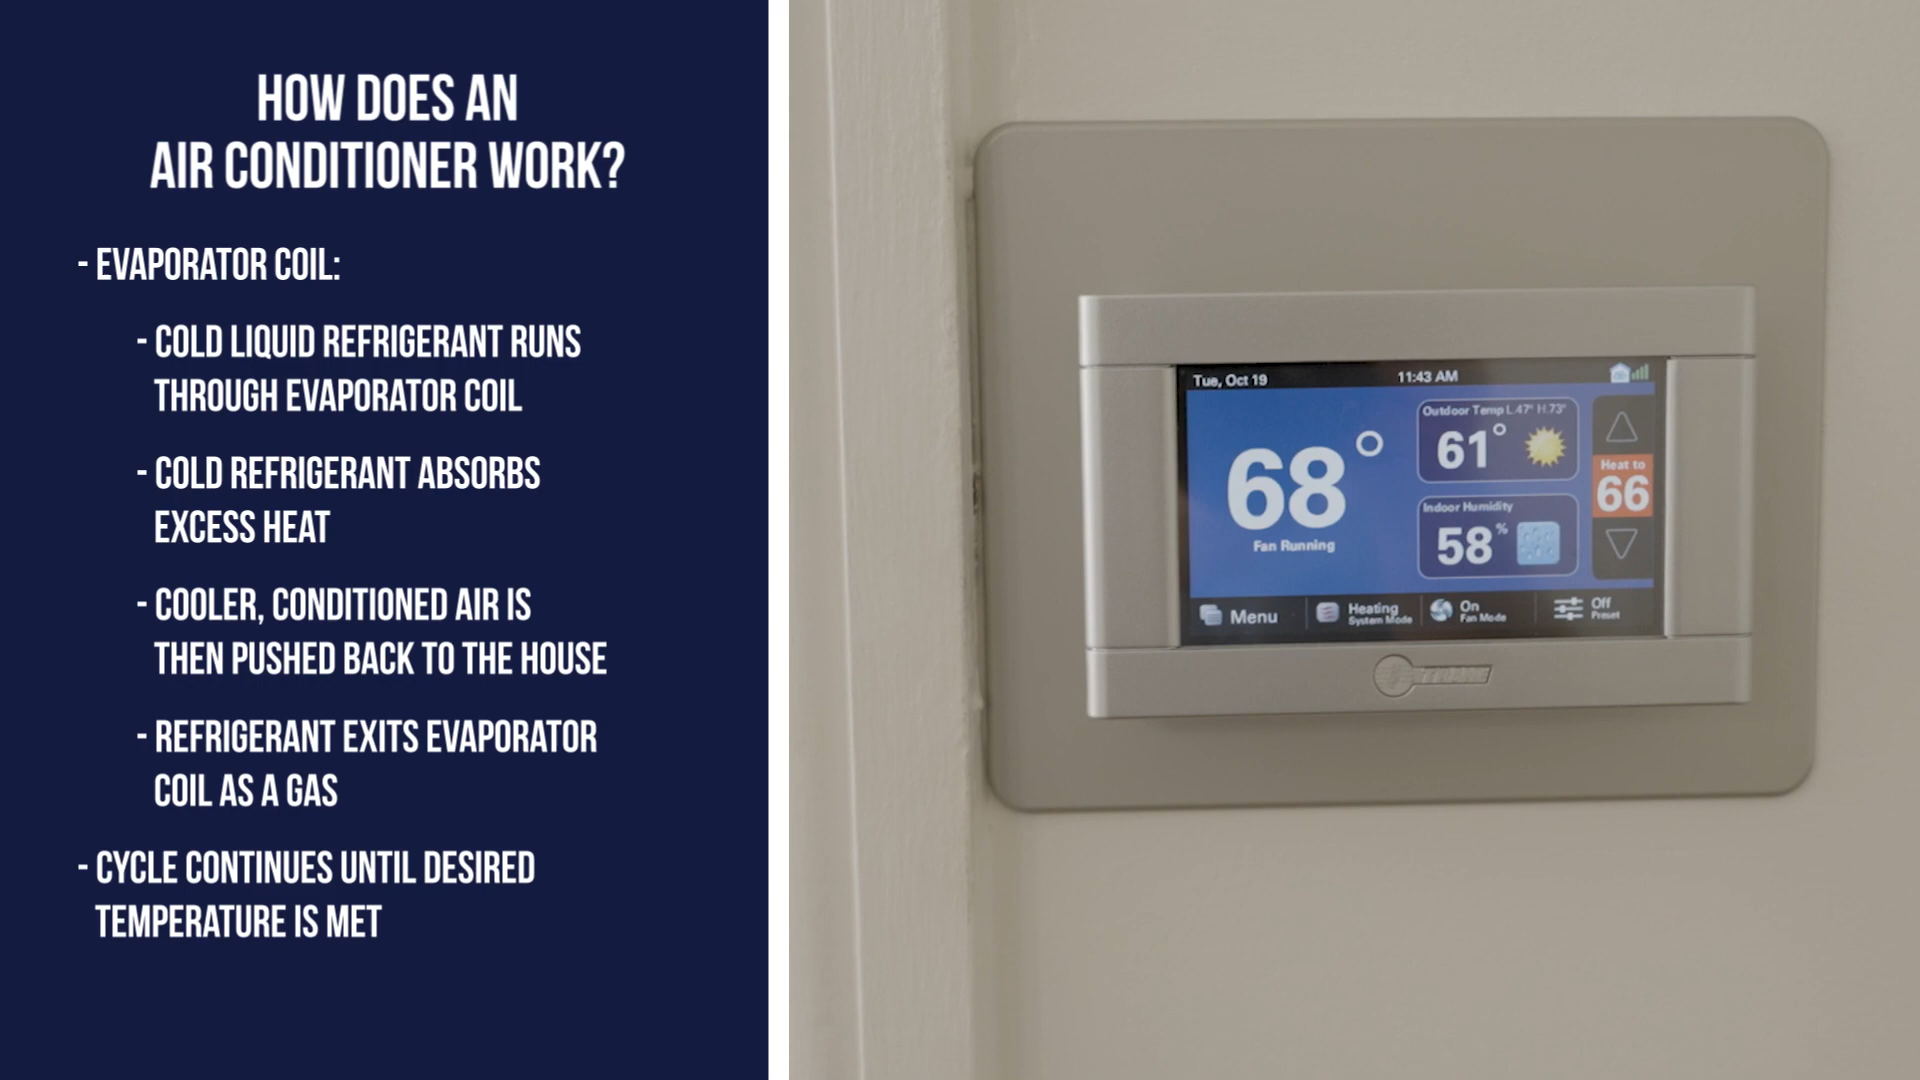 HOW DOES AN
AIR CONDITIONER WORK?
- EVAPORATOR COIL:
- COLD LIQUID REFRIGERANT RUNS
THROUGH EVAPORATOR COIL
- COLD REFRIGERANT ABSORBS
EXCESS HEAT
- COOLER, CONDITIONED AIR IS
THEN PUSHED BACK TO THE HOUSE
- REFRIGERANT EXITS EVAPORATOR
COIL AS A GAS
- CYCLE CONTINUES UNTIL DESIRED
TEMPERATURE IS MET
Tue, Oct 19
11:43 AM
68°
Fan Running
Outdoor Temp L.47° H.73°
61°
Indoor Humidity
58%
Heat to
66
Menu
Heating
System Mode
On
Fan Mode
Off
Preset
TRANE